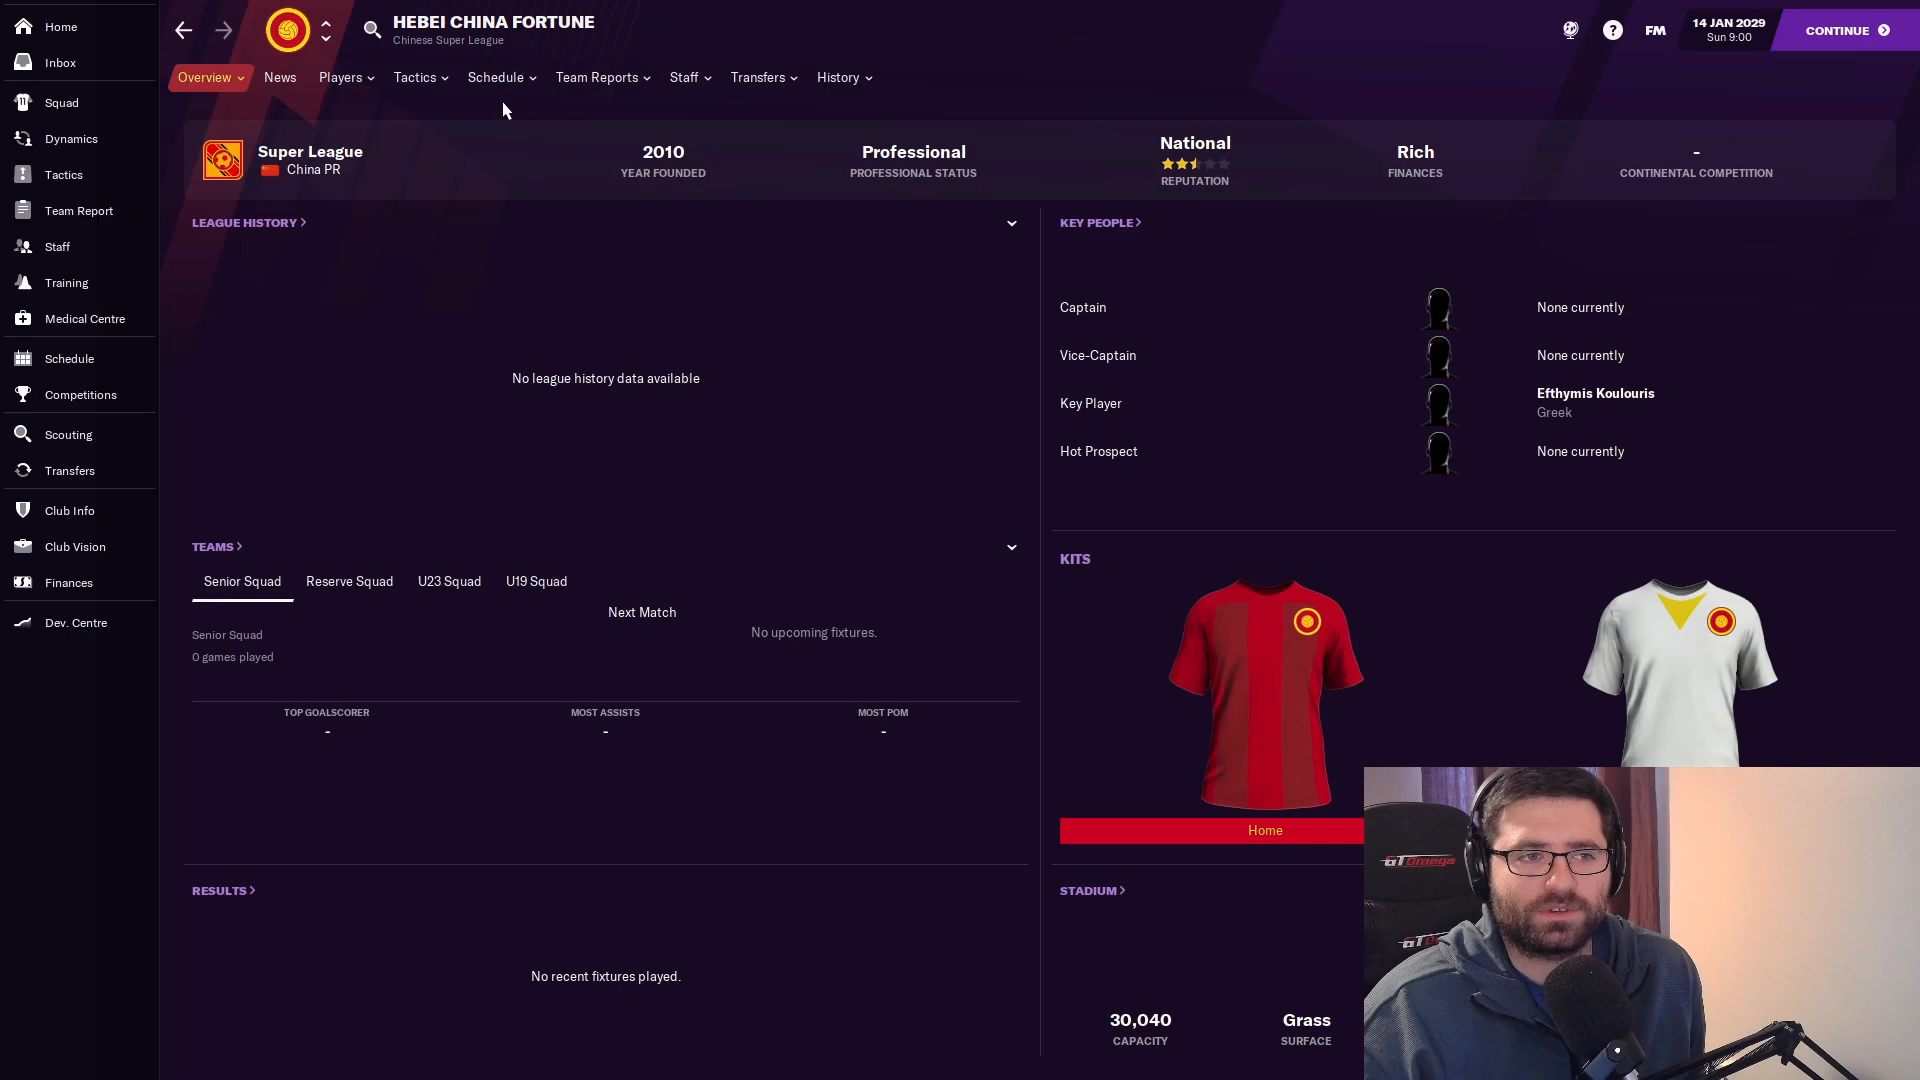 Home
Inbox
Squad
Dynamics
Tactics
Team Report
Staff
Training
Medical Centre
Schedule
Competitions
Scouting
Transfers
Club Info
Club Vision
Finances
Dev. Centre
HEBEI CHINA FORTUNE
Chinese Super League
FM
14 JAN 2029
Sun 9:00
CONTINUE
Overview News Players Tactics Schedule Team Reports Staff Transfers History
Super League
China PR
2010
YEAR FOUNDED
Professional
PROFESSIONAL STATUS
National
REPUTATION
Rich
FINANCES
-
CONTINENTAL COMPETITION
LEAGUE HISTORY
No league history data available
KEY PEOPLE
Captain None currently
Vice-Captain None currently
Key Player Efthymis Koulouris
Greek
Hot Prospect None currently
TEAMS
Senior Squad Reserve Squad U23 Squad U19 Squad
Next Match
Senior Squad
0 games played
No upcoming fixtures.
TOP GOALSCORER
-
MOST ASSISTS
-
MOST POM
-
KITS
Home
RESULTS
No recent fixtures played.
STADIUM
30,040
CAPACITY
Grass
SURFACE
GT Omega